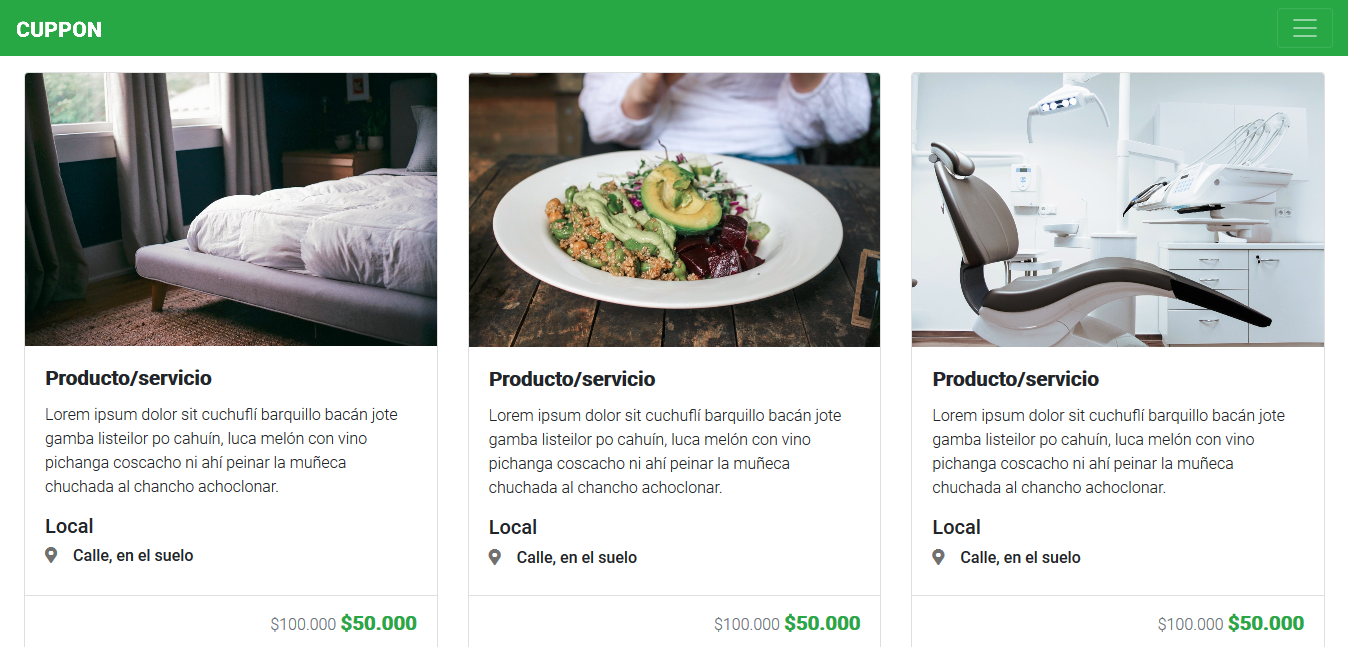 CUPPON
Producto/servicio
Lorem ipsum dolor sit cuchuflí barquillo bacán jote
gamba listeilor po cahuín, luca melón con vino
pichanga coscacho ni ahí peinar la muñeca
chuchada al chancho achoclonar.
Local
Calle, en el suelo
$100.000 $50.000
Producto/servicio
Lorem ipsum dolor sit cuchuflí barquillo bacán jote
gamba listeilor po cahuín, luca melón con vino
pichanga coscacho ni ahí peinar la muñeca
chuchada al chancho achoclonar.
Local
Calle, en el suelo
$100.000 $50.000
Producto/servicio
Lorem ipsum dolor sit cuchuflí barquillo bacán jote
gamba listeilor po cahuín, luca melón con vino
pichanga coscacho ni ahí peinar la muñeca
chuchada al chancho achoclonar.
Local
Calle, en el suelo
$100.000 $50.000